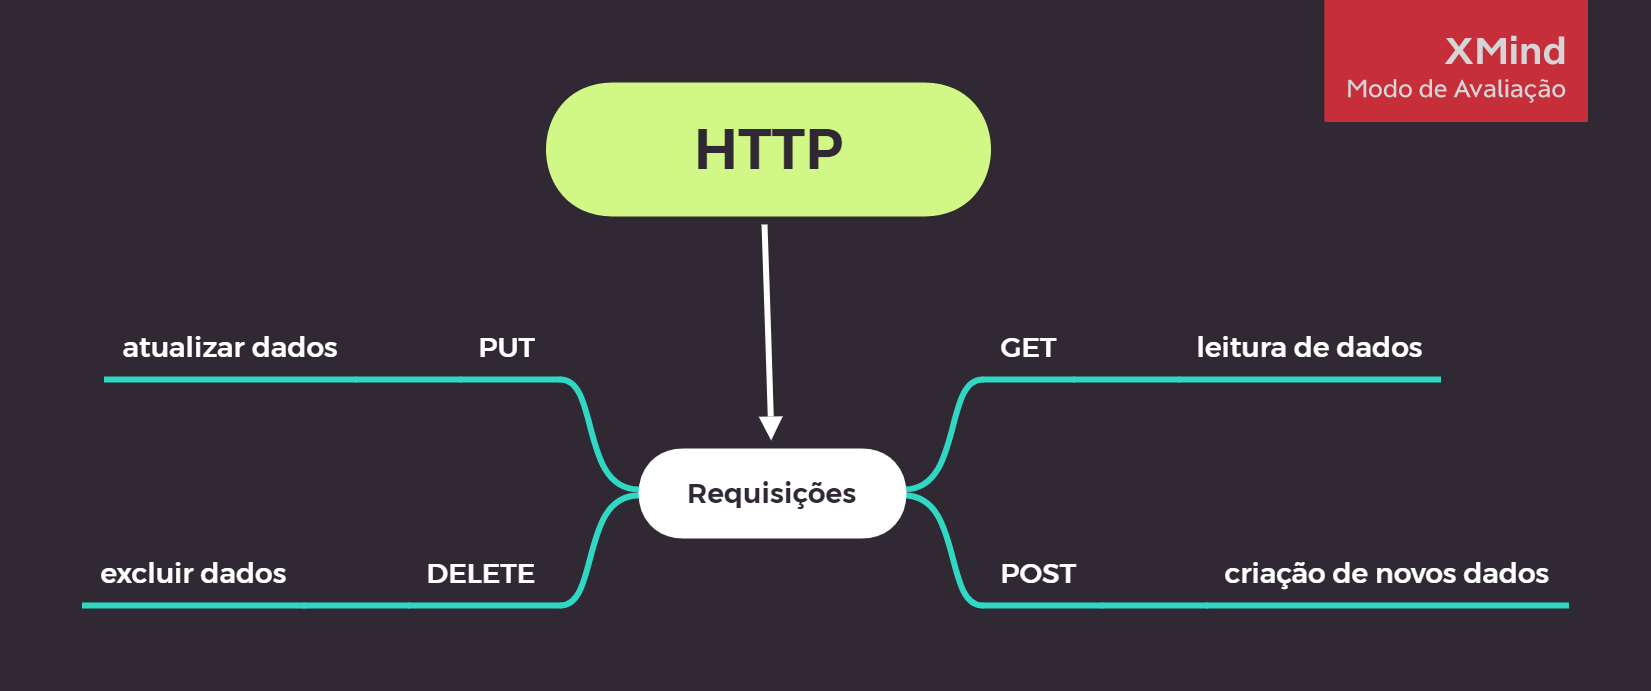 XMind
Modo de Avaliação
HTTP
atualizar dados
PUT
GET
leitura de dados
Requisições
excluir dados
DELETE
POST
criação de novos dados